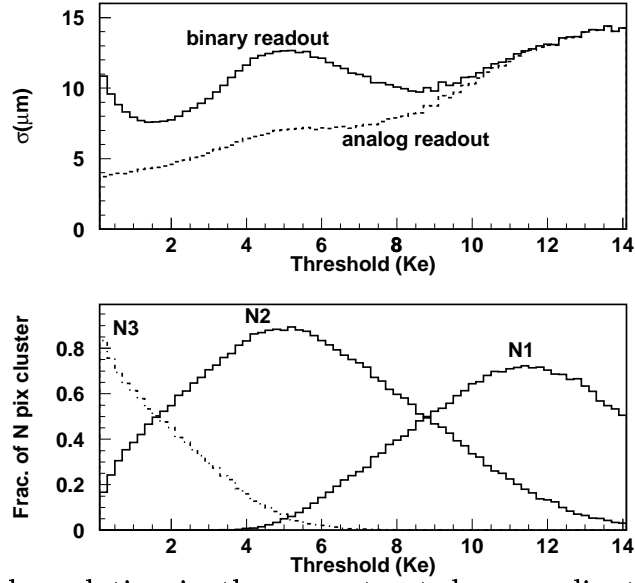 15
10
5
0
σ(μm)
binary readout
analog readout
2 4 6 8 10 12 14
Threshold (Ke)
0.8
0.6
0.4
0.2
0
Frac. of N pix cluster
N3
N2
N1
2 4 6 8 10 12 14
Threshold (Ke)